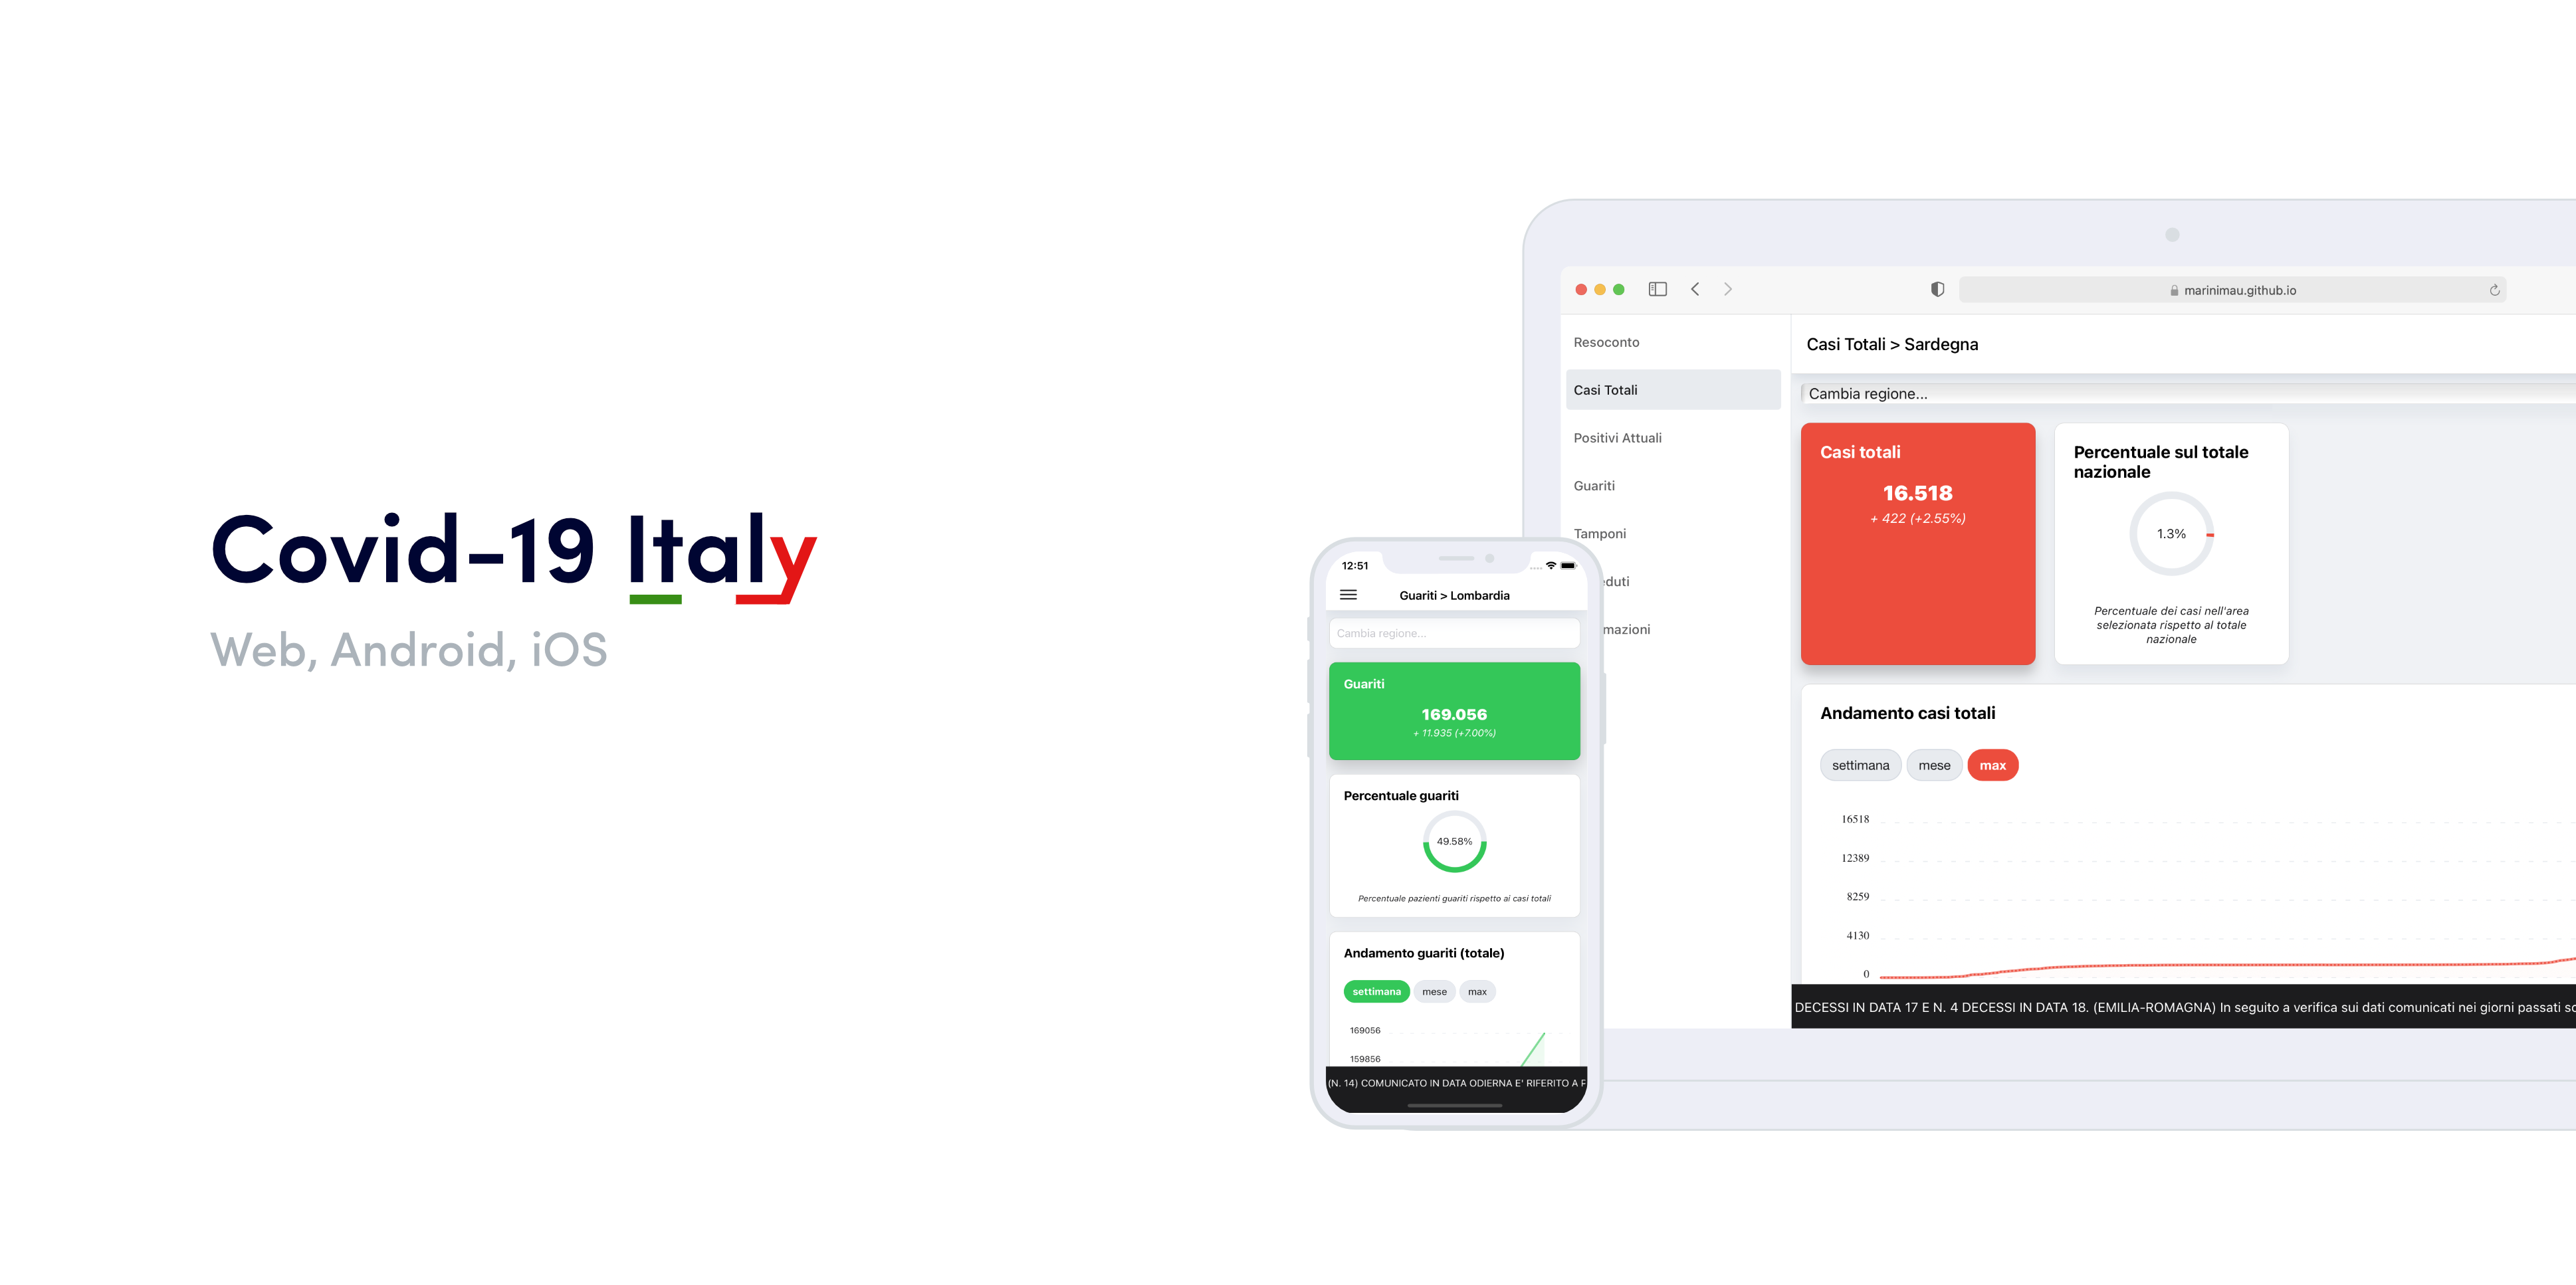 Covid-19 Italy
Web, Android, iOS
12:51
Guariti > Lombardia
Cambia regione...
Guariti
169.056
+ 11.935 (+7.00%)
Percentuale guariti
49.58%
Percentuale pazienti guariti rispetto ai casi totali
Andamento guariti (totale)
settimana mese max
169056
159856
(N. 14) COMUNICATO IN DATA ODIERNA E' RIFERITO A
marinimau.github.io
Resoconto
Casi Totali
Positivi Attuali
Guariti
Tamponi
eduti
mazioni
Casi Totali > Sardegna
Cambia regione...
Casi totali
16.518
+ 422 (+2.55%)
Percentuale sul totale
nazionale
1.3%
Percentuale dei casi nell'area
selezionata rispetto al totale
nazionale
Andamento casi totali
settimana mese max
16518
12389
8259
4130
0
DECESSI IN DATA 17 E N. 4 DECESSI IN DATA 18. (EMILIA-ROMAGNA) In seguito a verifica sui dati comunicati nei giorni passati